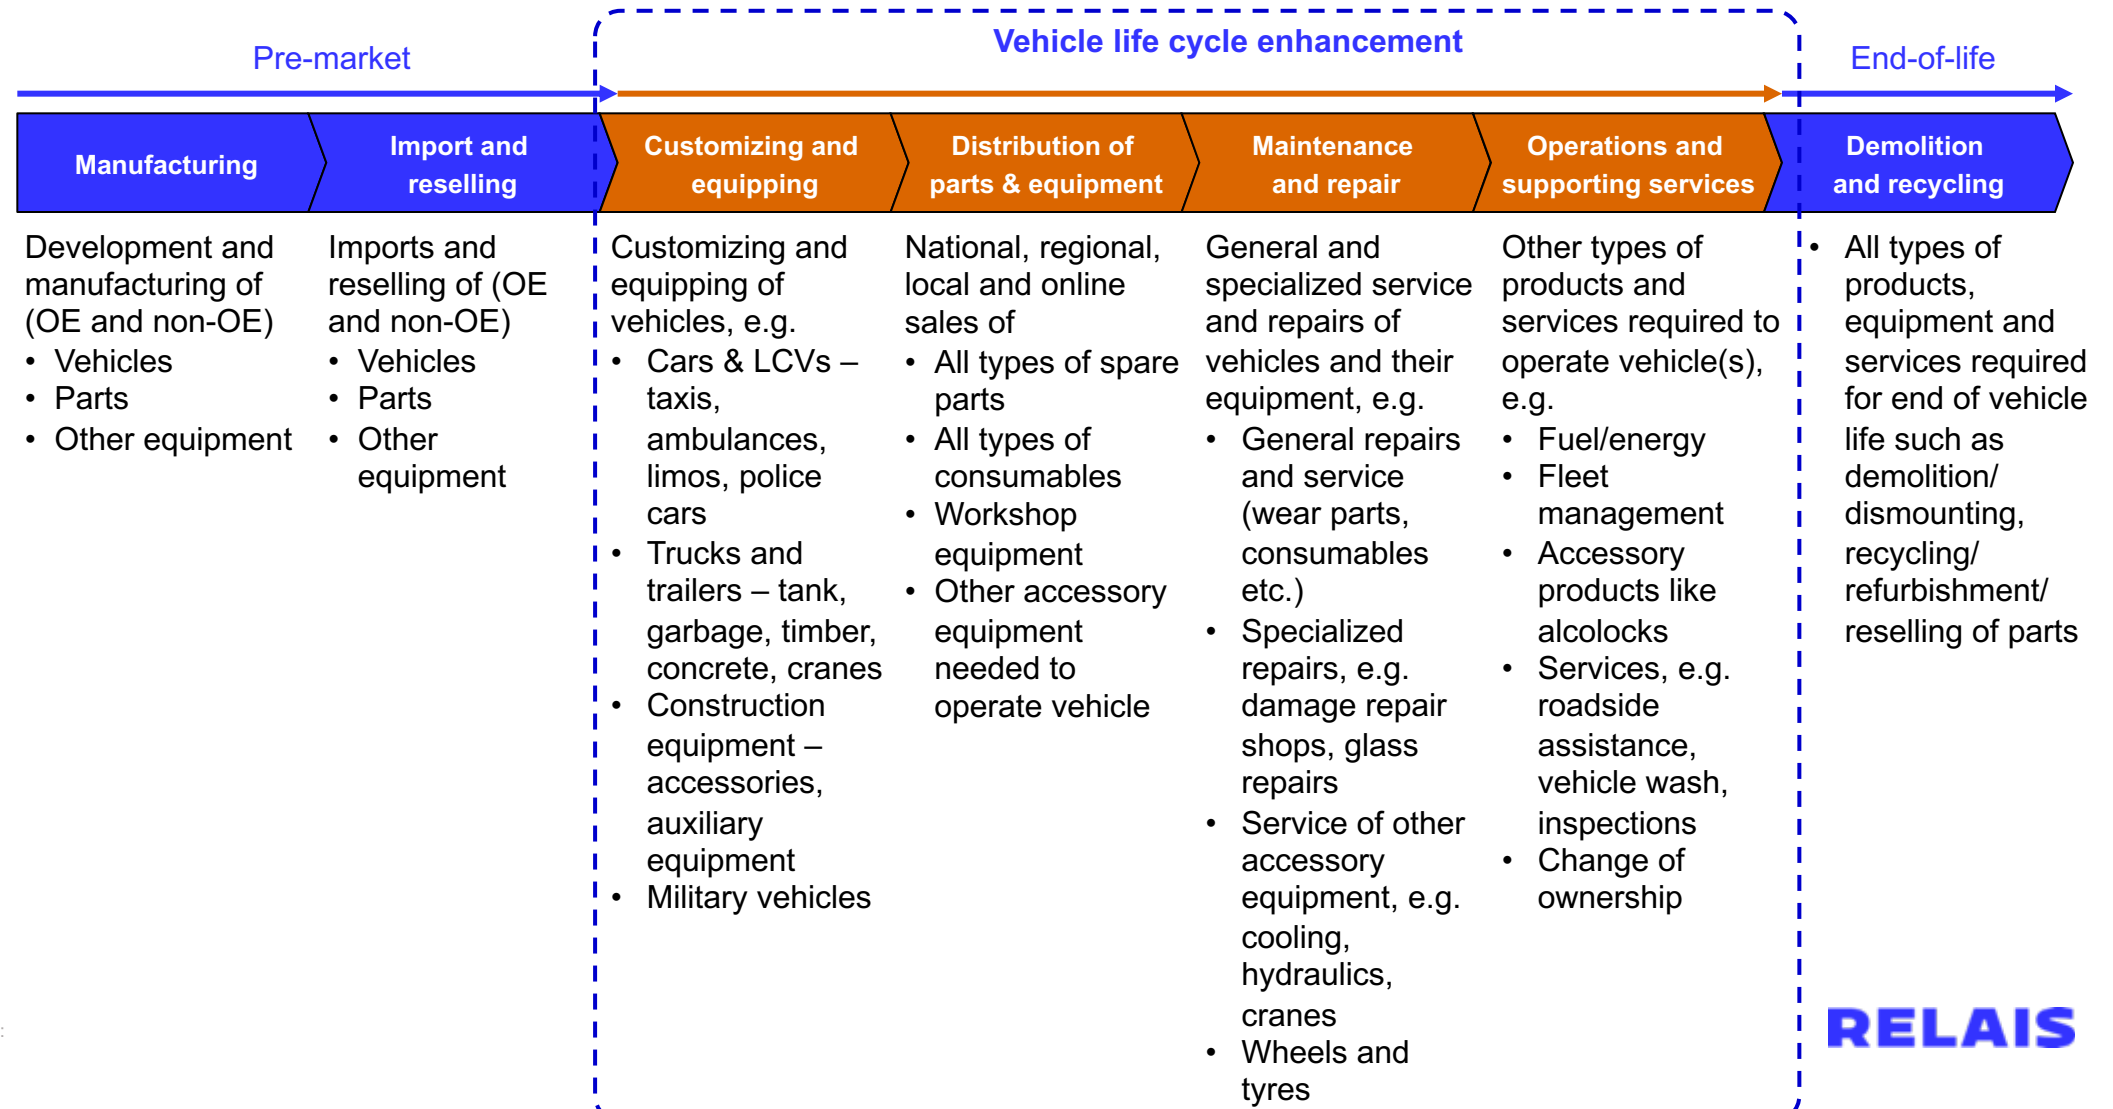 Pre-market
Vehicle life cycle enhancement
End-of-life
Manufacturing
Import and
reselling
Customizing and
equipping
Distribution of
parts & equipment
Maintenance
and repair
Operations and
supporting services
Demolition
and recycling
Development and
manufacturing of
(OE and non-OE)
• Vehicles
• Parts
• Other equipment
Imports and
reselling of (OE
and non-OE)
• Vehicles
• Parts
• Other
equipment
Customizing and
equipping of
vehicles, e.g.
• Cars & LCVs –
taxis,
ambulances,
limos, police
cars
• Trucks and
trailers – tank,
garbage, timber,
concrete, cranes
• Construction
equipment –
accessories,
auxiliary
equipment
• Military vehicles
National, regional,
local and online
sales of
• All types of spare
parts
• All types of
consumables
• Workshop
equipment
• Other accessory
equipment
needed to
operate vehicle
General and
specialized service
and repairs of
vehicles and their
equipment, e.g.
• General repairs
and service
(wear parts,
consumables
etc.)
• Specialized
repairs, e.g.
damage repair
shops, glass
repairs
• Service of other
accessory
equipment, e.g.
cooling,
hydraulics,
cranes
• Wheels and
tyres
Other types of
products and
services required to
operate vehicle(s),
e.g.
• Fuel/energy
• Fleet
management
• Accessory
products like
alcolocks
• Services, e.g.
roadside
assistance,
vehicle wash,
inspections
• Change of
ownership
• All types of
products,
equipment and
services required
for end of vehicle
life such as
demolition/
dismounting,
recycling/
refurbishment/
reselling of parts
:
RELAIS